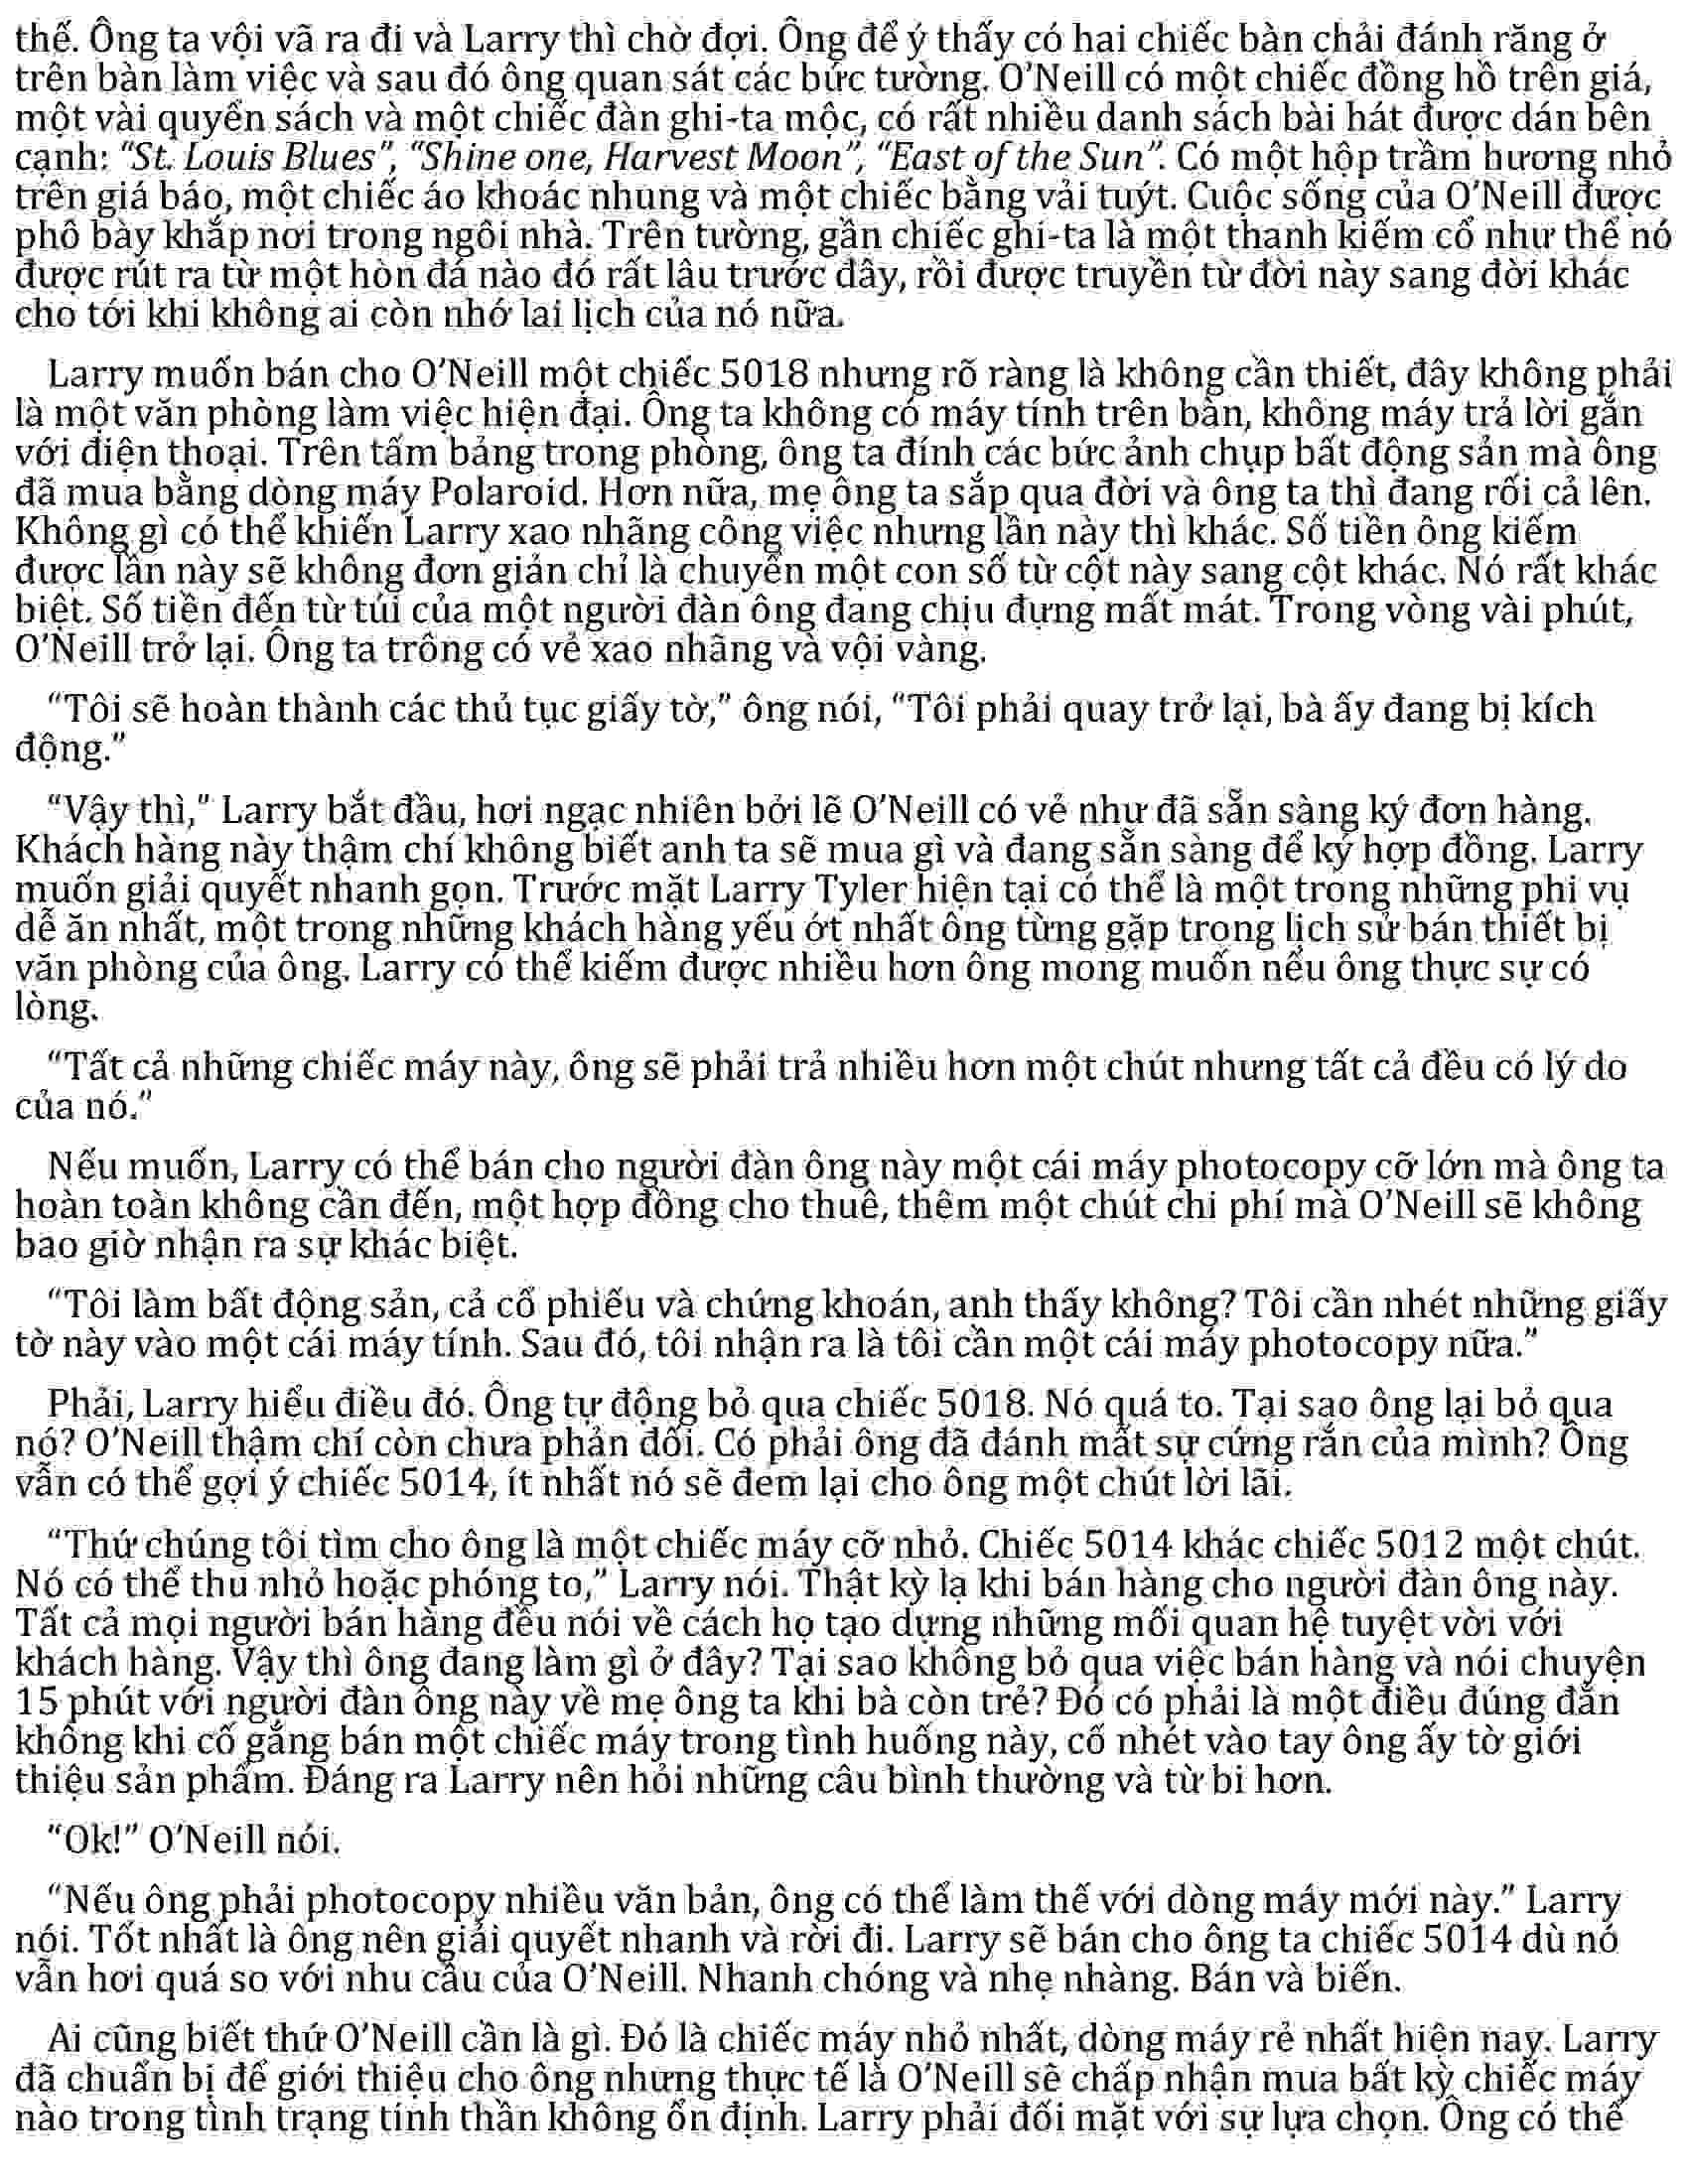 thế. Ông ta vội vã ra đi và Larry thì chờ đợi. Ông để ý thấy có hai chiếc bàn chải đánh răng ở
trên bàn làm việc và sau đó ông quan sát các bức tường. O’Neill có một chiếc đồng hồ trên giá,
một vài quyển sách và một chiếc đàn ghi-ta mộc, có rất nhiều danh sách bài hát được dán bên
cạnh: “St. Louis Blues”, “Shine one, Harvest Moon”, “East of the Sun”. Có một hộp trầm hương nhỏ
trên giá báo, một chiếc áo khoác nhung và một chiếc bằng vải tuýt. Cuộc sống của O’Neill được
phô bày khắp nơi trong ngôi nhà. Trên tường, gần chiếc ghi-ta là một thanh kiếm cổ như thể nó
được rút ra từ một hòn đá nào đó rất lâu trước đây, rồi được truyền từ đời này sang đời khác
cho tới khi không ai còn nhớ lai lịch của nó nữa.
Larry muốn bán cho O’Neill một chiếc 5018 nhưng rõ ràng là không cần thiết, đây không phải
là một văn phòng làm việc hiện đại. Ông ta không có máy tính trên bàn, không máy trả lời gắn
với điện thoại. Trên tấm bảng trong phòng, ông ta đính các bức ảnh chụp bất động sản mà ông
đã mua bằng dòng máy Polaroid. Hơn nữa, mẹ ông ta sắp qua đời và ông ta thì đang rối cả lên.
Không gì có thể khiến Larry xao nhãng công việc nhưng lần này thì khác. Số tiền ông kiếm
được lần này sẽ không đơn giản chỉ là chuyển một con số từ cột này sang cột khác. Nó rất khác
biệt. Số tiền đến từ túi của một người đàn ông đang chịu đựng mất mát. Trong vòng vài phút,
O’Neill trở lại. Ông ta trông có vẻ xao nhãng và vội vàng.
“Tôi sẽ hoàn thành các thủ tục giấy tờ,” ông nói, “Tôi phải quay trở lại, bà ấy đang bị kích
động.”
“Vậy thì,” Larry bắt đầu, hơi ngạc nhiên bởi lẽ O’Neill có vẻ như đã sẵn sàng ký đơn hàng.
Khách hàng này thậm chí không biết anh ta sẽ mua gì và đang sẵn sàng để ký hợp đồng. Larry
muốn giải quyết nhanh gọn. Trước mặt Larry Tyler hiện tại có thể là một trong những phi vụ
dễ ăn nhất, một trong những khách hàng yếu ớt nhất ông từng gặp trong lịch sử bán thiết bị
văn phòng của ông. Larry có thể kiếm được nhiều hơn ông mong muốn nếu ông thực sự có
lòng.
“Tất cả những chiếc máy này, ông sẽ phải trả nhiều hơn một chút nhưng tất cả đều có lý do
của nó.”
Nếu muốn, Larry có thể bán cho người đàn ông này một cái máy photocopy cỡ lớn mà ông ta
hoàn toàn không cần đến, một hợp đồng cho thuê, thêm một chút chi phí mà O’Neill sẽ không
bao giờ nhận ra sự khác biệt.
“Tôi làm bất động sản, cả cổ phiếu và chứng khoán, anh thấy không? Tôi cần nhét những giấy
tờ này vào một cái máy tính. Sau đó, tôi nhận ra là tôi cần một cái máy photocopy nữa.”
Phải, Larry hiểu điều đó. Ông tự động bỏ qua chiếc 5018. Nó quá to. Tại sao ông lại bỏ qua
nó? O’Neill thậm chí còn chưa phản đối. Có phải ông đã đánh mất sự cứng rắn của mình? Ông
vẫn có thể gợi ý chiếc 5014, ít nhất nó sẽ đem lại cho ông một chút lời lãi.
“Thứ chúng tôi tìm cho ông là một chiếc máy cỡ nhỏ. Chiếc 5014 khác chiếc 5012 một chút.
Nó có thể thu nhỏ hoặc phóng to,” Larry nói. Thật kỳ lạ khi bán hàng cho người đàn ông này.
Tất cả mọi người bán hàng đều nói về cách họ tạo dựng những mối quan hệ tuyệt vời với
khách hàng. Vậy thì ông đang làm gì ở đây? Tại sao không bỏ qua việc bán hàng và nói chuyện
15 phút với người đàn ông này về mẹ ông ta khi bà còn trẻ? Đó có phải là một điều đúng đắn
không khi cố gắng bán một chiếc máy trong tình huống này, cố nhét vào tay ông ấy tờ giới
thiệu sản phẩm. Đáng ra Larry nên hỏi những câu bình thường và từ bi hơn.
“Ok!” O’Neill nói.
“Nếu ông phải photocopy nhiều văn bản, ông có thể làm thế với dòng máy mới này.” Larry
nói. Tốt nhất là ông nên giải quyết nhanh và rời đi. Larry sẽ bán cho ông ta chiếc 5014 dù nó
vẫn hơi quá so với nhu cầu của O’Neill. Nhanh chóng và nhẹ nhàng. Bán và biến.
Ai cũng biết thứ O’Neill cần là gì. Đó là chiếc máy nhỏ nhất, dòng máy rẻ nhất hiện nay. Larry
đã chuẩn bị để giới thiệu cho ông nhưng thực tế là O’Neill sẽ chấp nhận mua bất kỳ chiếc máy
nào trong tình trạng tinh thần không ổn định. Larry phải đối mặt với sự lựa chọn. Ông có thể